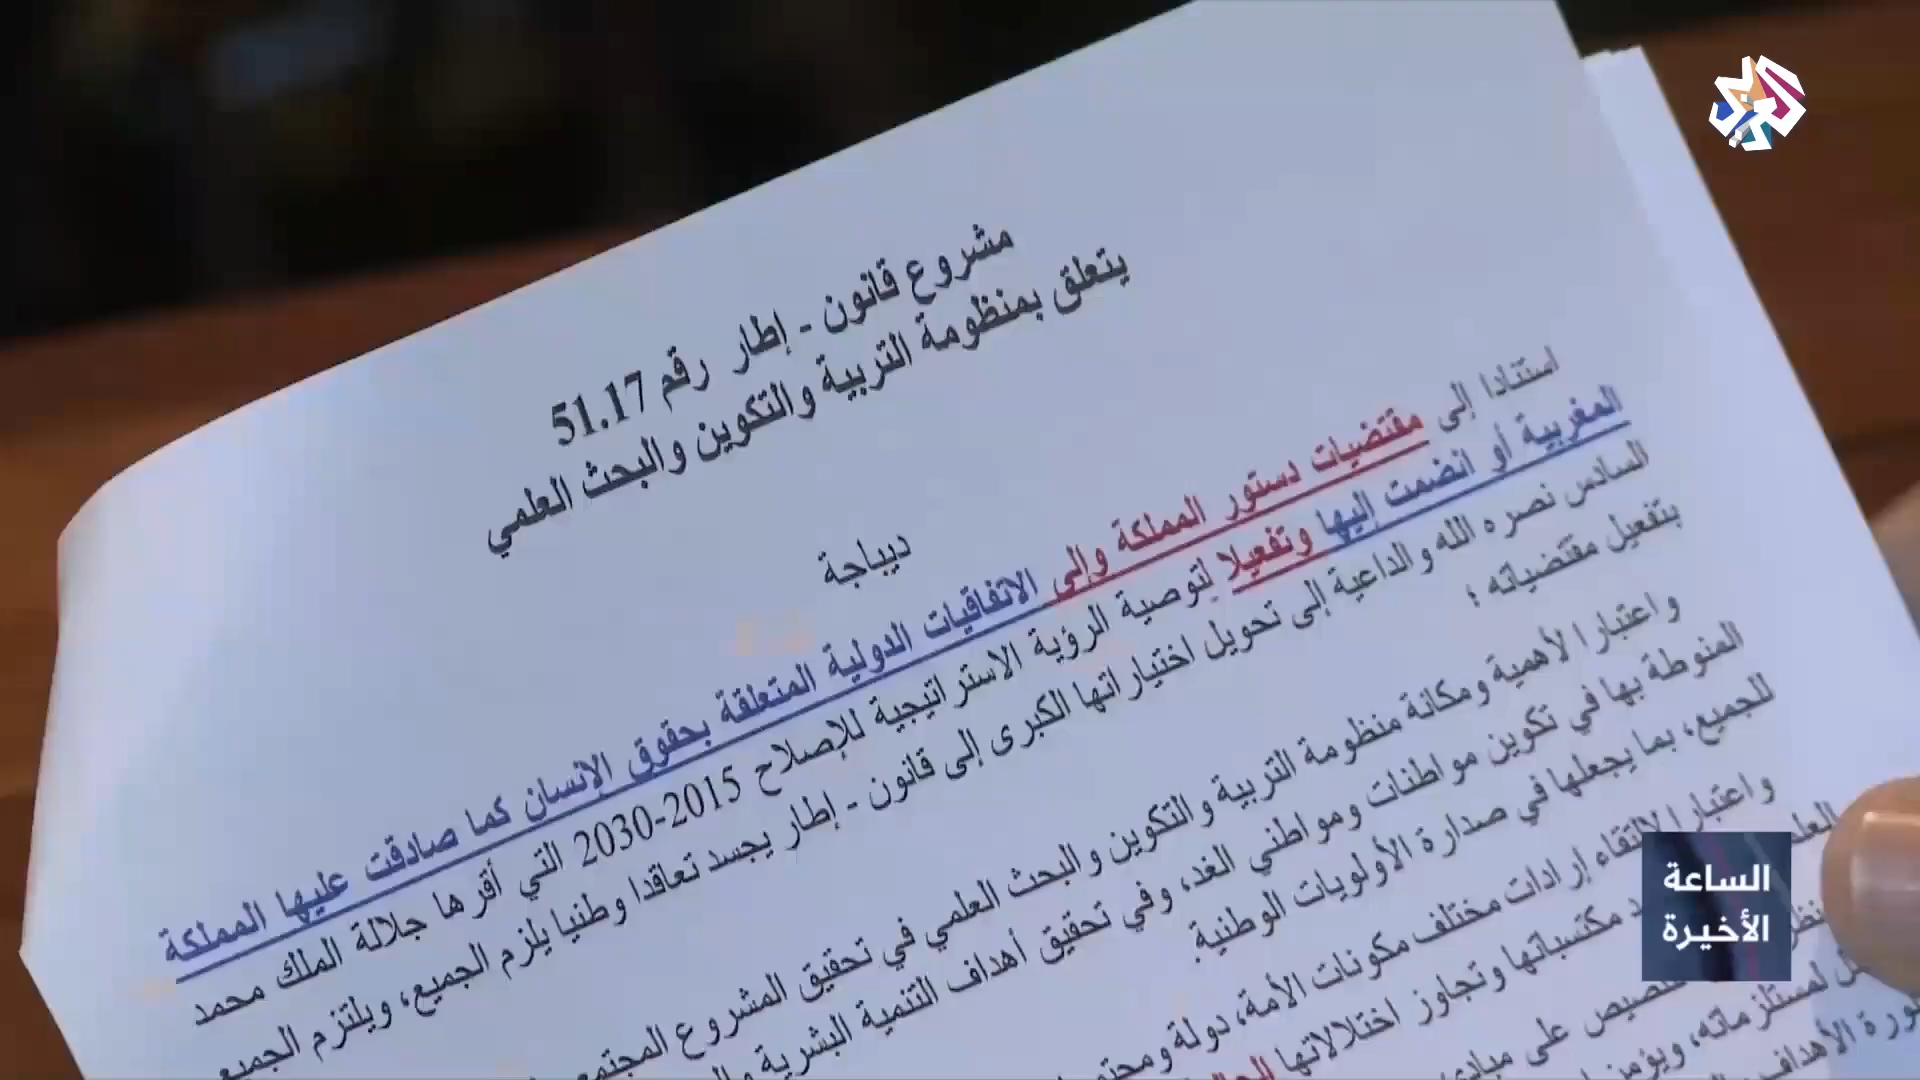 مشروع قانون - إطار رقم 51.17
يتعلق بمنظومة التربية والتكوين والبحث العلمي
ديباجة
استنادا إلى مقتضيات دستور المملكة وإلى الاتفاقيات الدولية المتعلقة بحقوق الإنسان كما صادقت عليها المملكة
المغربية أو انضمت إليها وتفعيلا لتوصية الرؤية الاستراتيجية للإصلاح 2015-2030 التي أقرها جلالة الملك محمد
السادس نصره الله والداعية إلى تحويل اختياراتها الكبرى إلى قانون - إطار يجسد تعاقدا وطنيا يلزم الجميع، ويلتزم الجميع
بتفعيل مقتضياته ؛
واعتبارا لأهمية ومكانة منظومة التربية والتكوين والبحث العلمي في تحقيق المشروع
المنوطة بها في تكوين مواطنات ومواطني الغد، وفي تحقيق أهداف التنمية البشرية
للجميع، بما يجعلها في صدارة الأولويات الوطنية.
واعتبارا لالتقاء إرادات مختلف مكونات الأمة، دولة
مكتسباتها وتجاوز اختلالاتها
على
لمستلزماته، ويؤمن
الأهداف
الساعة
الأخيرة